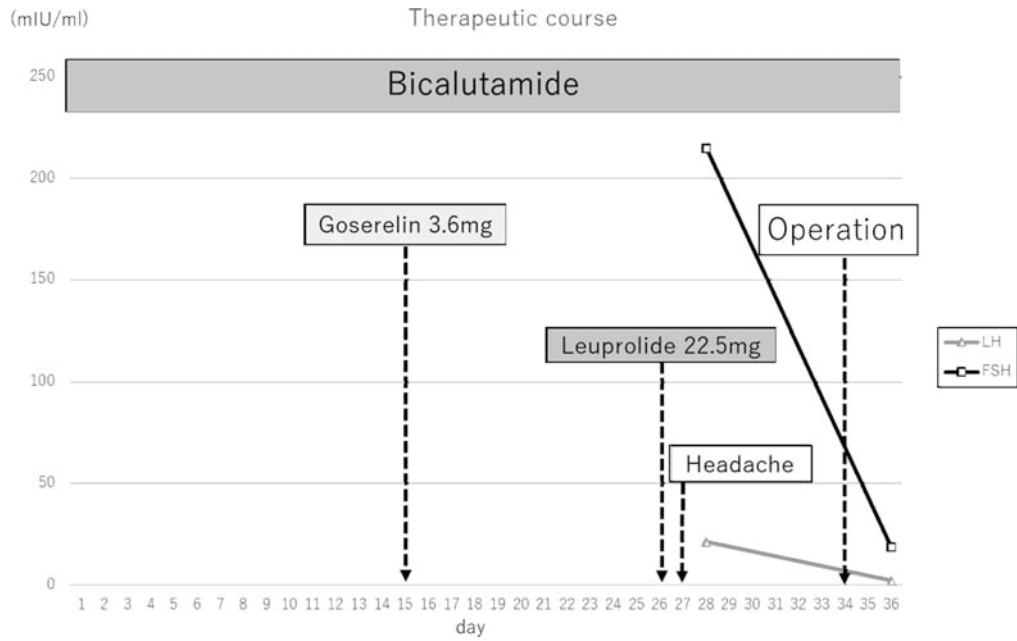 (mIU/ml)
Therapeutic course
250
Bicalutamide
200
Goserelin 3.6mg
Operation
150
Leuprolide 22.5mg
LH
FSH
100
Headache
50
0
1 2 3 4 5 6 7 8 9 10 11 12 13 14 15 16 17 18 19 20 21 22 23 24 25 26 27 28 29 30 31 32 33 34 35 36
day